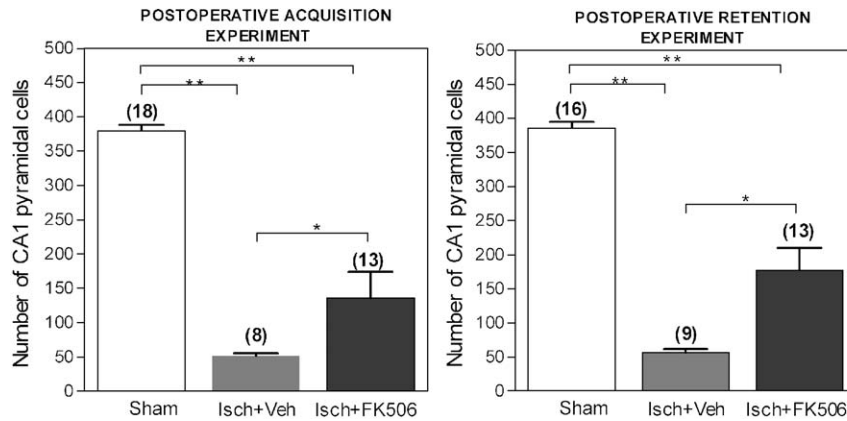 POSTOPERATIVE ACQUISITION
EXPERIMENT
Number of CA1 pyramidal cells
500
450
400
350
300
250
200
150
100
50
0
**
**
(18)
*
(13)
(8)
Sham
Isch+Veh
Isch+FK506
POSTOPERATIVE RETENTION
EXPERIMENT
Number of CA1 pyramidal cells
500
450
400
350
300
250
200
150
100
50
0
**
**
(16)
*
(13)
(9)
Sham
Isch+Veh
Isch+FK506